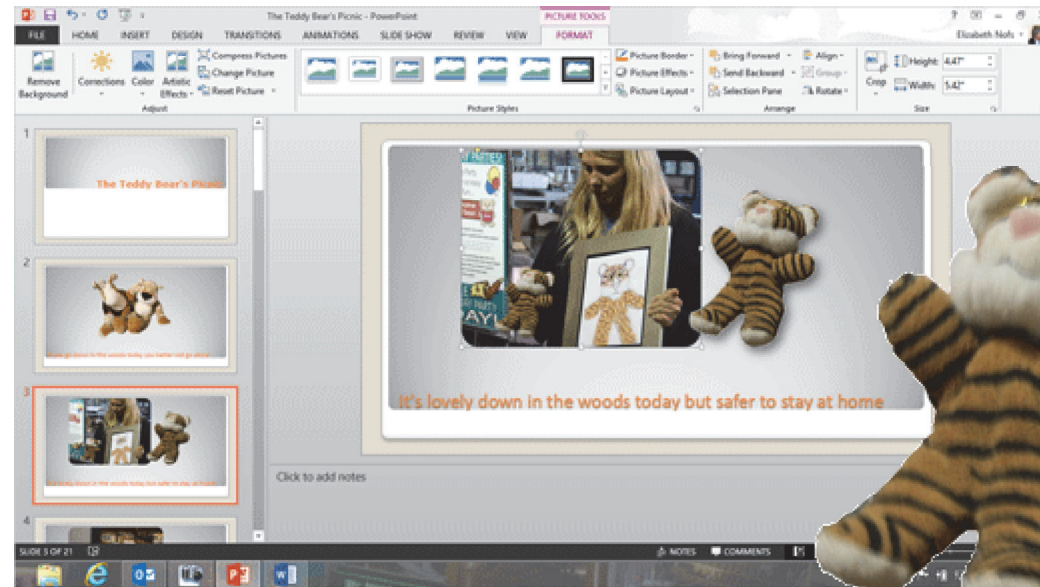 The Teddy Bear's Picnic - PowerPoint
PICTURE TOOLS
FILE HOME INSERT DESIGN TRANSITIONS ANIMATIONS SLIDE SHOW REVIEW VIEW FORMAT
Elizabeth Nofs
Remove Background
Corrections
Color
Artistic Effects
Compress Pictures
Change Picture
Reset Picture
Adjust
Picture Styles
Picture Border
Picture Effects
Picture Layout
Bring Forward
Send Backward
Selection Pane
Align
Group
Rotate
Arrange
Crop
Height: 4.47"
Width: 5.42"
Size
1
The Teddy Bear's Picnic
2
3
4
It's lovely down in the woods today but safer to stay at home
Click to add notes
SLIDE 3 OF 21
NOTES
COMMENTS